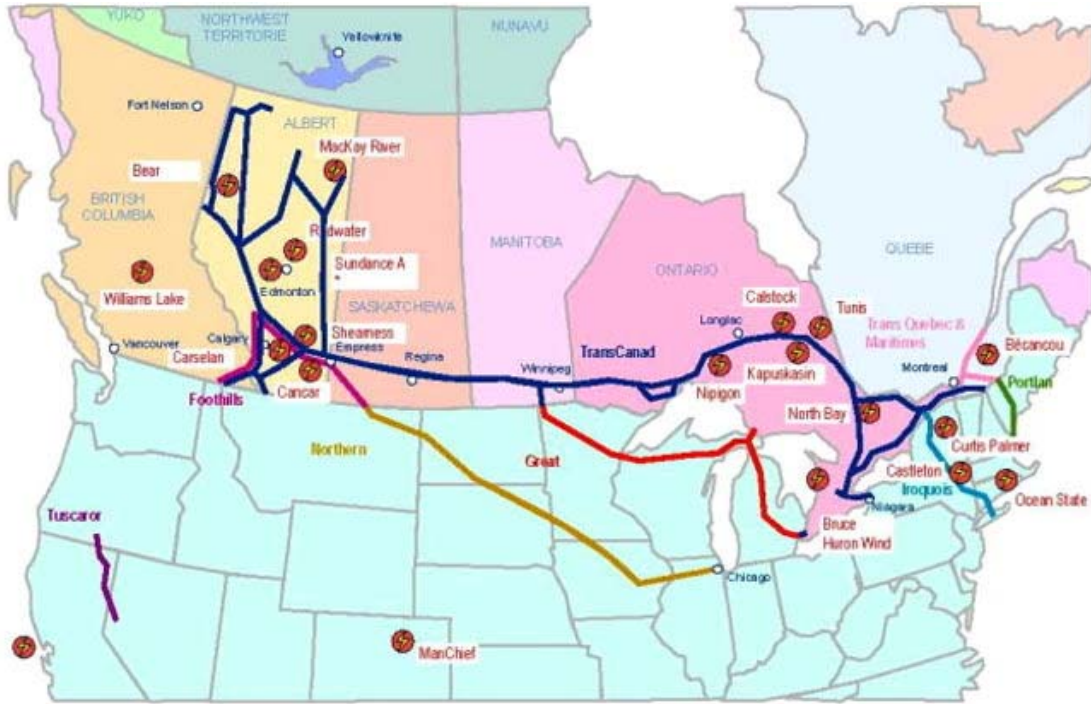 YUKO
NORTHWEST
TERRITORIE
NUNAVU
Yellowknife
Fort Nelson
ALBERT
MacKay River
Bear
BRITISH
COLUMBIA
MANITOBA
QUEBE
Redwater
ONTARIO
Sundance A
Edmonton
Williams Lake
SASKATCHEWA
Calstock
Tunis
Longlac
Trans Quebec &
Maritimes
Vancouver
Calgary
Sheerness
Empress
Carselan
Regina
Winnipeg
TransCanad
Kapuskasin
Nipigon
Montreal
Bécancou
Portlan
Foothills
Cancar
North Bay
Curtis Palmer
Northern
Great
Castleton
Iroquois
Ocean State
Niagara
Tuscaror
Bruce
Huron Wind
Chicago
ManChief